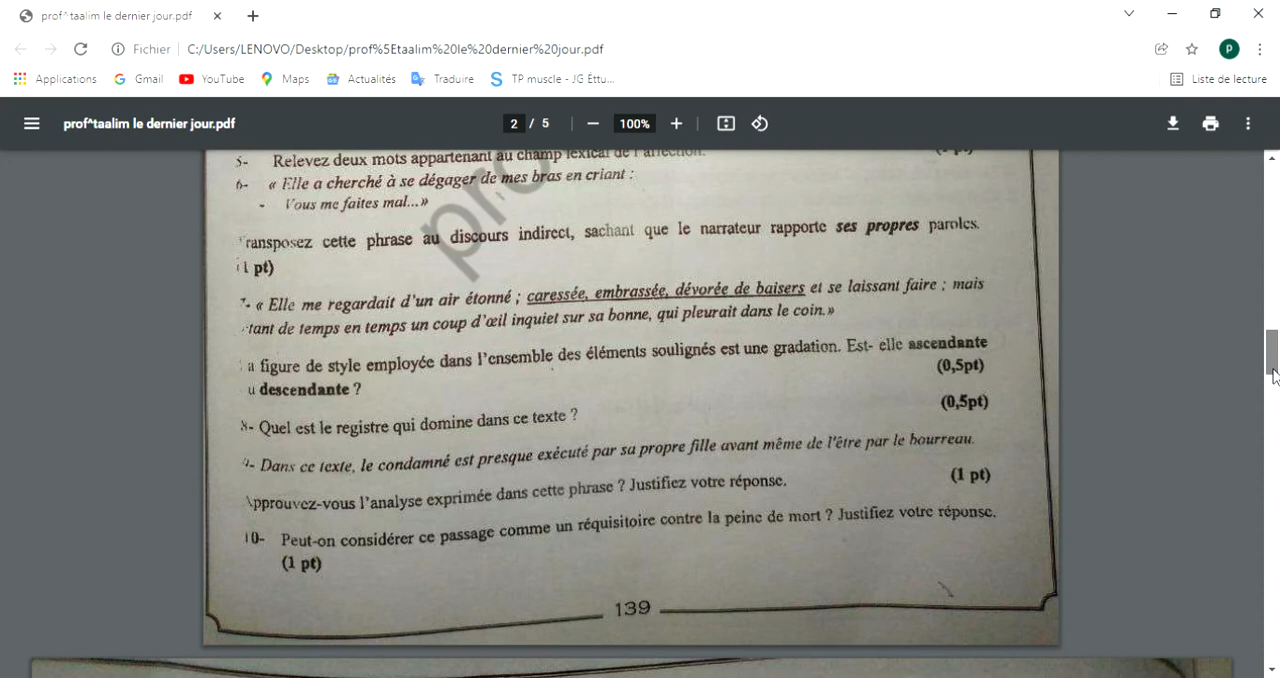 prof^taalim le dernier jour.pdf
Fichier C:/Users/LENOVO/Desktop/prof%5Etaalim%20le%20dernier%20jour.pdf
P
Applications Gmail YouTube Maps Actualités Traduire TP muscle - JG Éttu... Liste de lecture
prof^taalim le dernier jour.pdf 2 / 5 100%
5- Relevez deux mots appartenant au champ lexical de l'affection.
6- « Elle a cherché à se dégager de mes bras en criant :
- Vous me faites mal...»
pro
ransposez cette phrase au discours indirect, sachant que le narrateur rapporte ses propres paroles.
(1 pt)
7- « Elle me regardait d'un air étonné ; caressée, embrassée, dévorée de baisers et se laissant faire ; mais
tant de temps en temps un coup d'œil inquiet sur sa bonne, qui pleurait dans le coin.»
a figure de style employée dans l'ensemble des éléments soulignés est une gradation. Est- elle ascendante
u descendante ? (0,5pt)
8- Quel est le registre qui domine dans ce texte ? (0,5pt)
9- Dans ce texte, le condamné est presque exécuté par sa propre fille avant même de l'être par le bourreau.
Approuvez-vous l'analyse exprimée dans cette phrase ? Justifiez votre réponse. (1 pt)
10- Peut-on considérer ce passage comme un réquisitoire contre la peine de mort ? Justifiez votre réponse.
(1 pt)
139